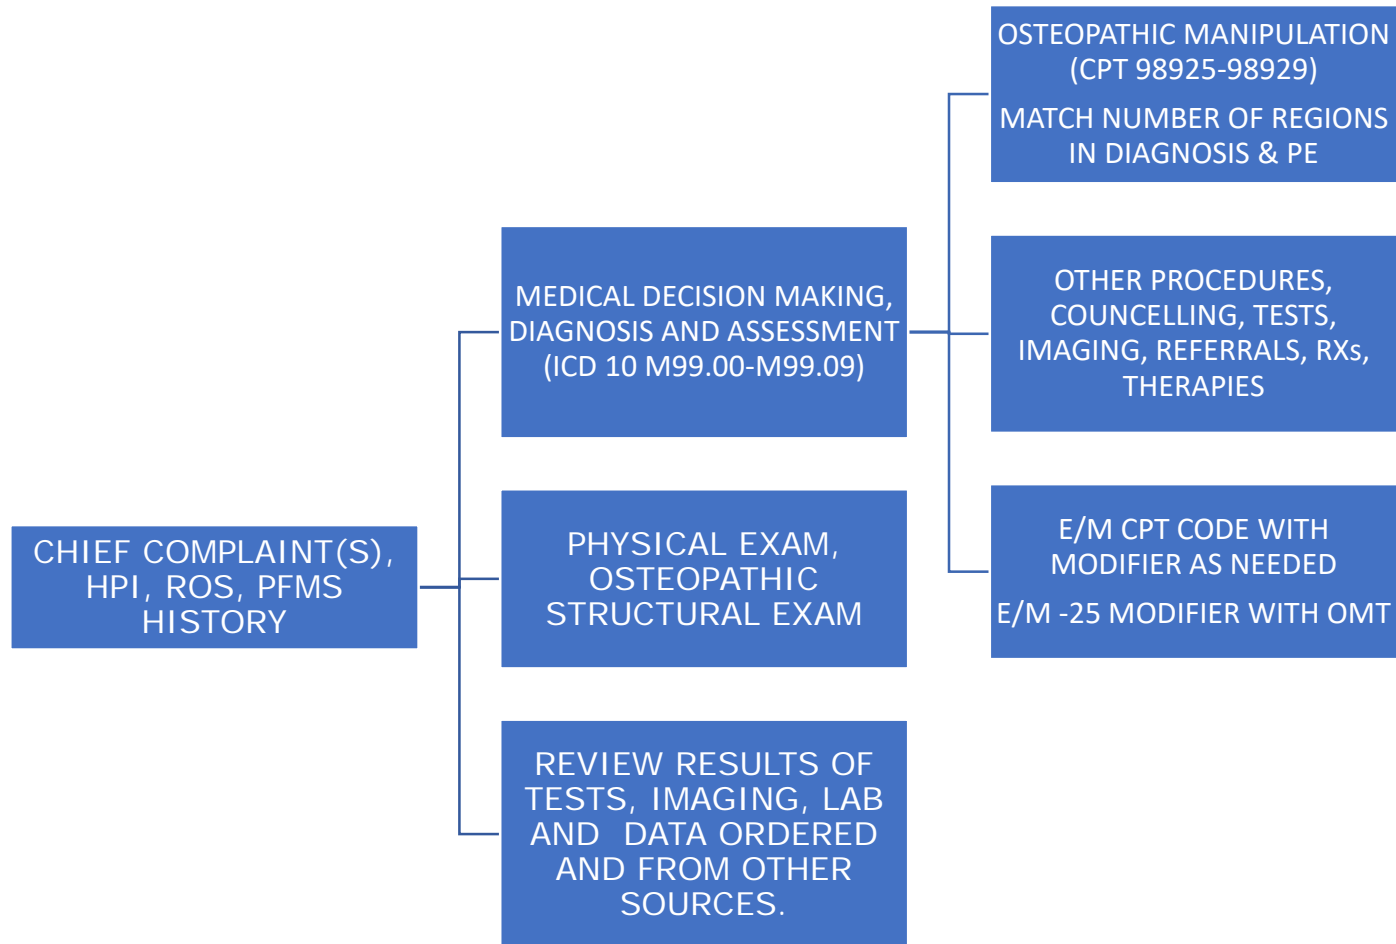 CHIEF COMPLAINT(S),
HPI, ROS, PFMS
HISTORY
MEDICAL DECISION MAKING,
DIAGNOSIS AND ASSESSMENT
(ICD 10 M99.00-M99.09)
PHYSICAL EXAM,
OSTEOPATHIC
STRUCTURAL EXAM
REVIEW RESULTS OF
TESTS, IMAGING, LAB
AND DATA ORDERED
AND FROM OTHER
SOURCES.
OSTEOPATHIC MANIPULATION
(CPT 98925-98929)
MATCH NUMBER OF REGIONS
IN DIAGNOSIS & PE
OTHER PROCEDURES,
COUNCELLING, TESTS,
IMAGING, REFERRALS, RXs,
THERAPIES
E/M CPT CODE WITH
MODIFIER AS NEEDED
E/M -25 MODIFIER WITH OMT